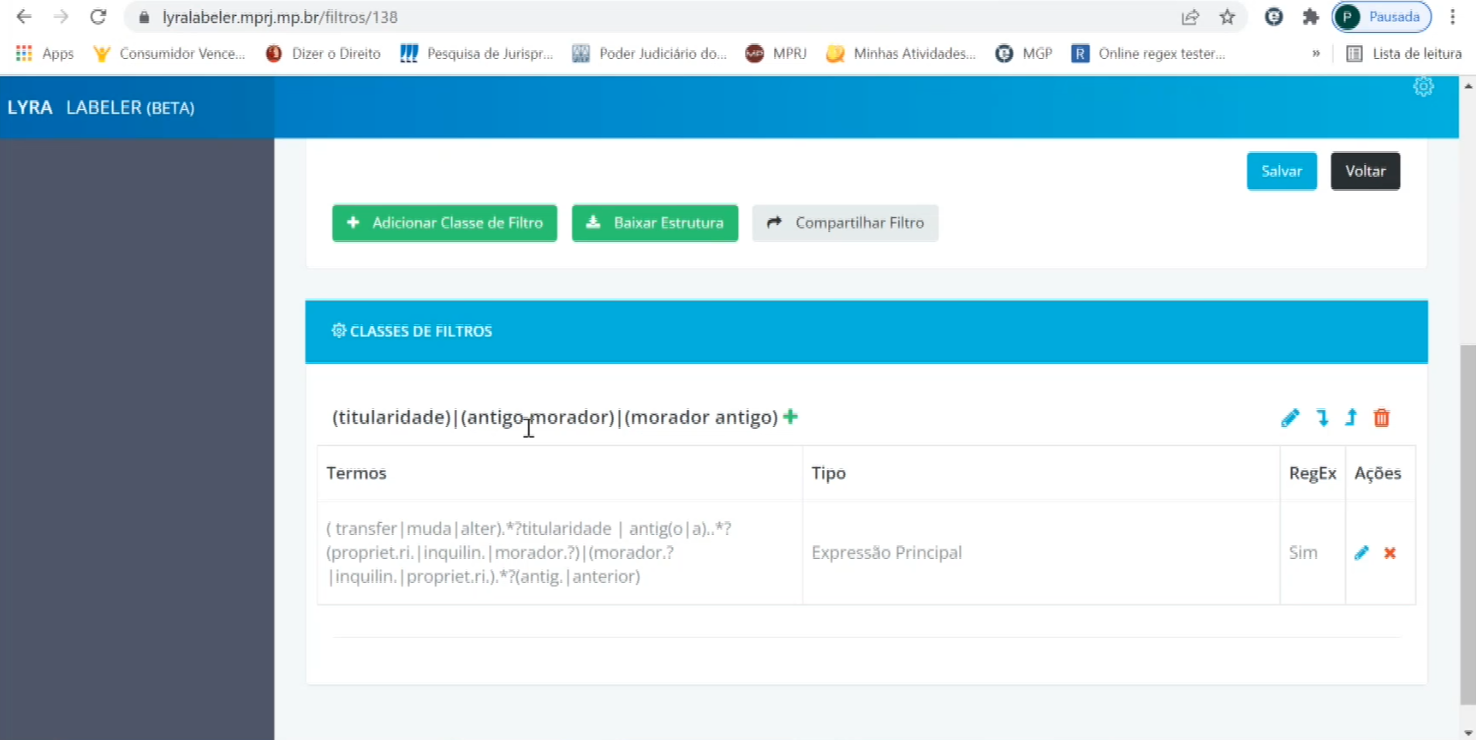 lyralabeler.mprj.mp.br/filtros/138
P Pausada
Apps Consumidor Vence... Dizer o Direito Pesquisa de Jurispr... Poder Judiciário do... MPRJ Minhas Atividades... MGP R Online regex tester... » Lista de leitura
LYRA LABELER (BETA)
Salvar Voltar
+ Adicionar Classe de Filtro Baixar Estrutura Compartilhar Filtro
CLASSES DE FILTROS
(titularidade)|(antigo morador)|(morador antigo) +
Termos Tipo RegEx Ações
( transfer|muda|alter).*?titularidade | antig(o|a)..*?
(propriet.ri.|inquilin.|morador.?)|(morador.?
|inquilin.|propriet.ri.).*?(antig.|anterior)
Expressão Principal Sim